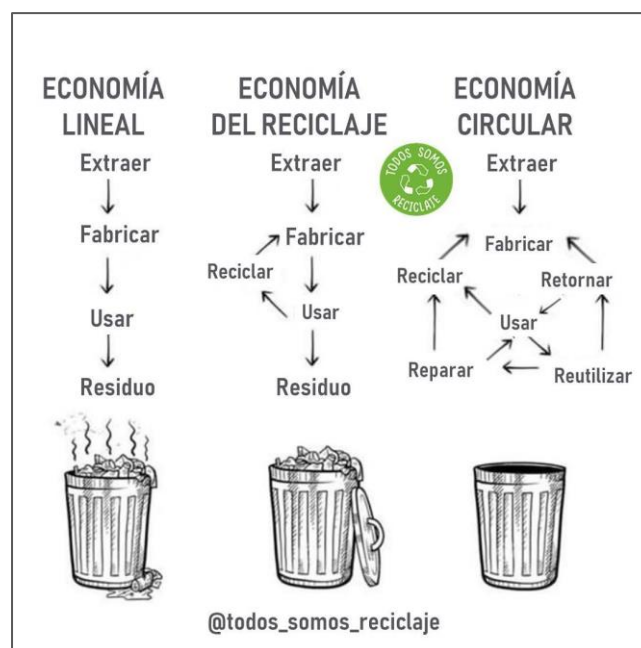 ECONOMÍA
LINEAL
Extraer
Fabricar
Usar
Residuo
ECONOMÍA
DEL RECICLAJE
Extraer
Fabricar
Reciclar
Usar
Residuo
TODOS SOMOS
RECICLATE
ECONOMÍA
CIRCULAR
Extraer
Fabricar
Reciclar
Retornar
Usar
Reparar
Reutilizar
@todos_somos_reciclaje